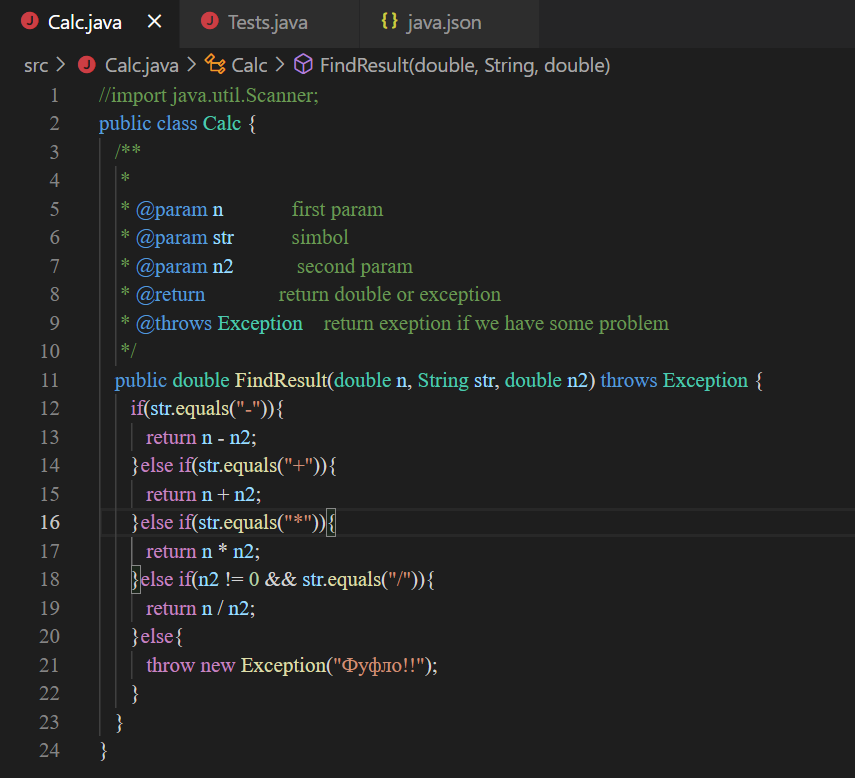 Calc.java Tests.java java.json
src Calc.java Calc FindResult(double, String, double)
1 //import java.util.Scanner;
2 public class Calc {
3 /**
4 *
5 * @param n first param
6 * @param str simbol
7 * @param n2 second param
8 * @return return double or exception
9 * @throws Exception return exeption if we have some problem
10 */
11 public double FindResult(double n, String str, double n2) throws Exception {
12 if(str.equals("-")){
13 return n - n2;
14 }else if(str.equals("+")){
15 return n + n2;
16 }else if(str.equals("*")){
17 return n * n2;
18 }else if(n2 != 0 && str.equals("/")){
19 return n / n2;
20 }else{
21 throw new Exception("Фуфло!!");
22 }
23 }
24 }